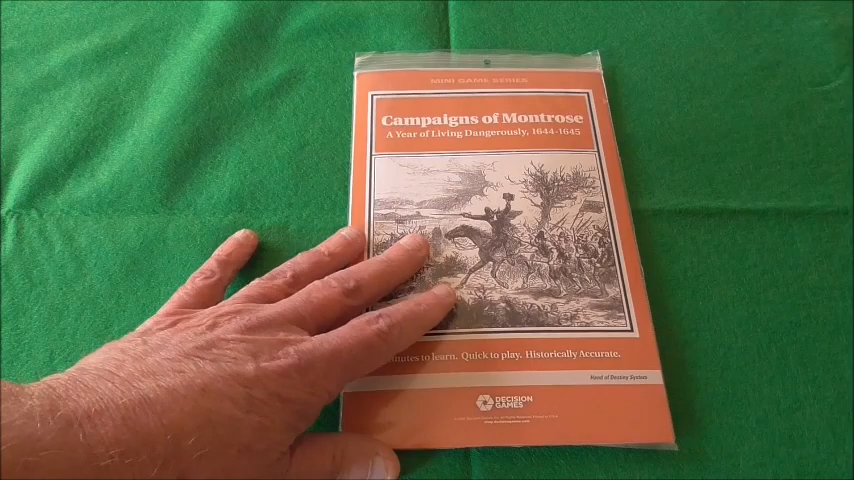 MINI GAME SERIES
Campaigns of Montrose
A Year of Living Dangerously, 1644-1645
to learn. Quick to play. Historically Accurate.
Hand of Destiny System
DECISION
GAMES